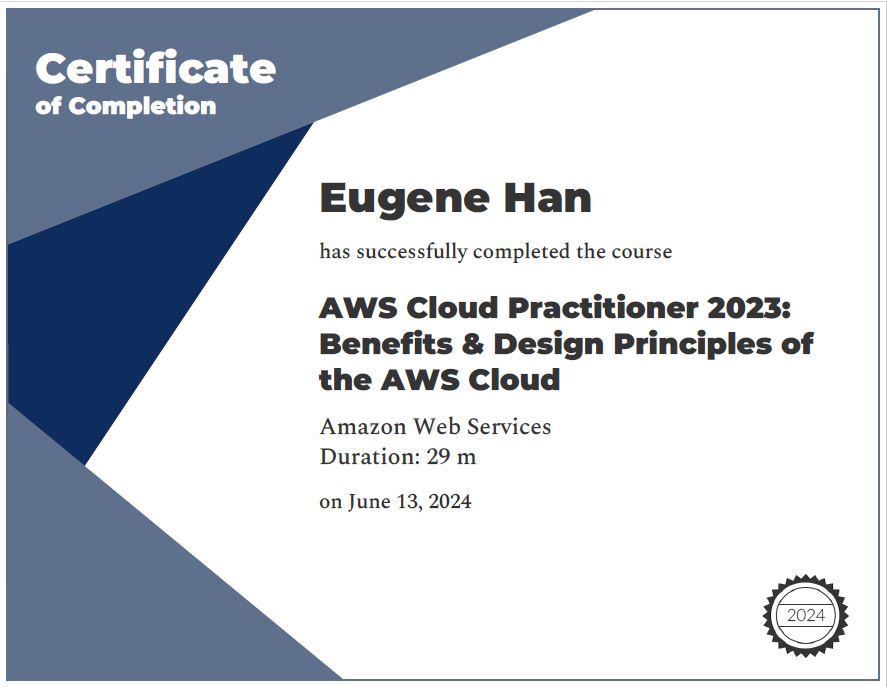 Certificate
of Completion
Eugene Han
has successfully completed the course
AWS Cloud Practitioner 2023:
Benefits & Design Principles of
the AWS Cloud
Amazon Web Services
Duration: 29 m
on June 13, 2024
2024